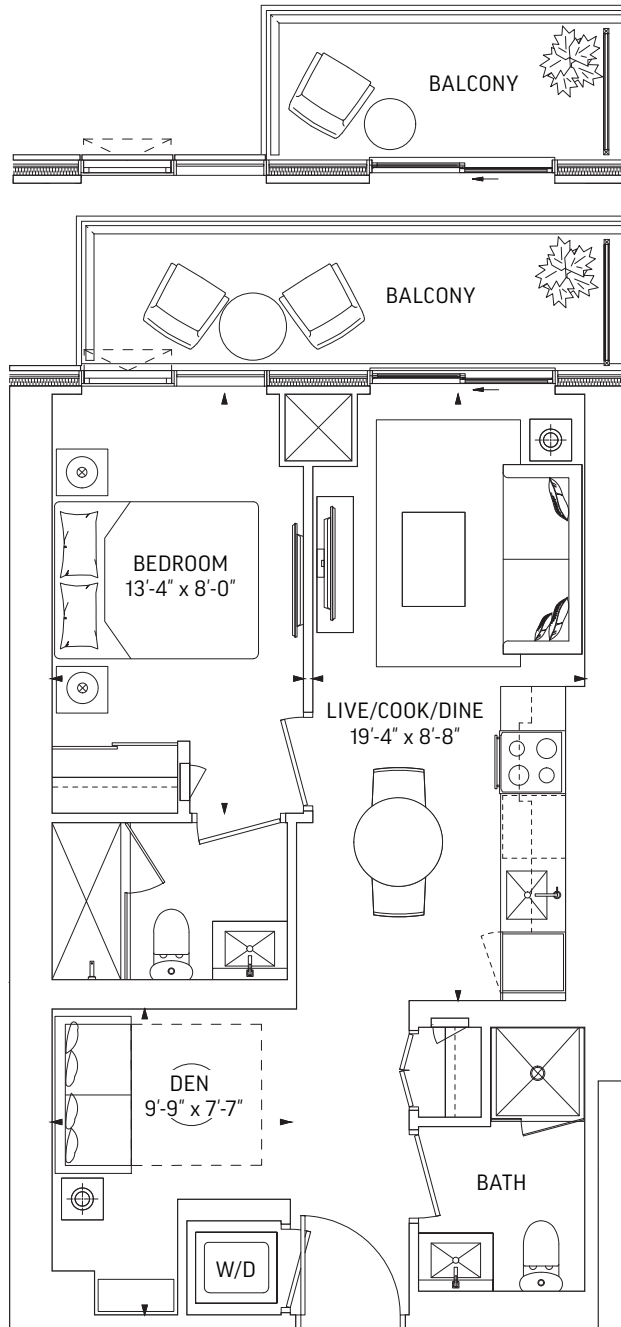 BALCONY
BALCONY
BEDROOM
13'-4" x 8'-0"
LIVE/COOK/DINE
19'-4" x 8'-8"
DEN
9'-9" x 7'-7"
BATH
W/D